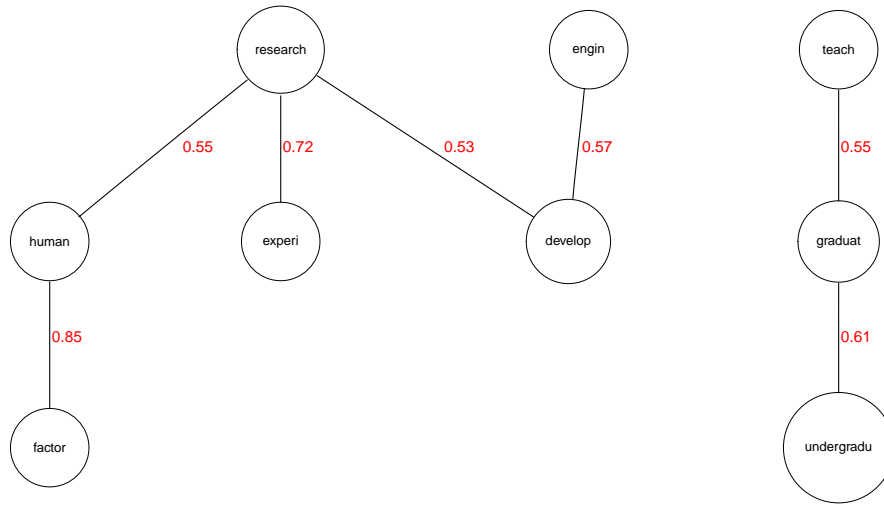 research
engin
teach
0.55
0.72
0.53
0.57
0.55
human
experi
develop
graduat
0.85
0.61
factor
undergradu